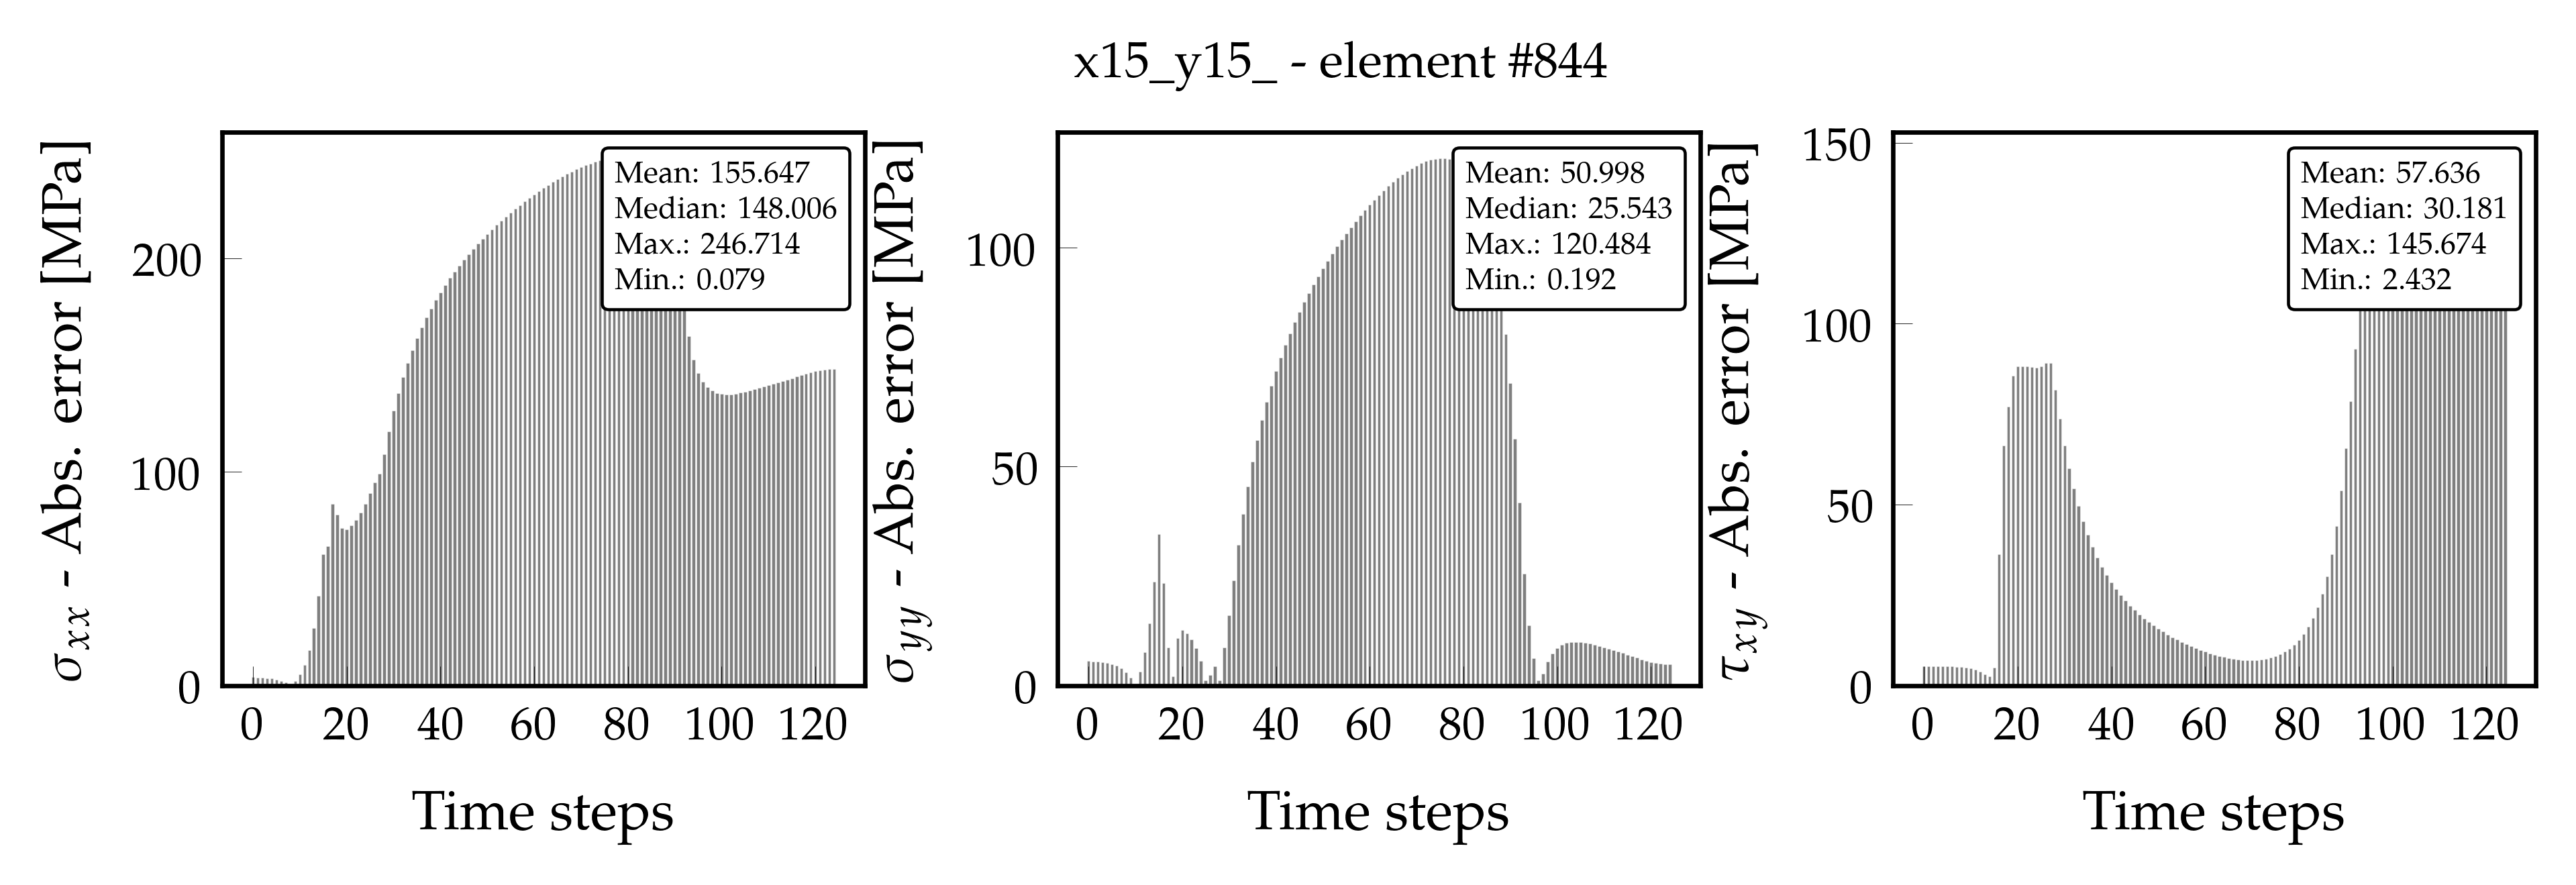 x15_y15_ - element #844
σxx - Abs. error [MPa]
200
100
0
0 20 40 60 80 100 120
Time steps
Mean: 155.647
Median: 148.006
Max.: 246.714
Min.: 0.079
σyy - Abs. error [MPa]
100
50
0
0 20 40 60 80 100 120
Time steps
Mean: 50.998
Median: 25.543
Max.: 120.484
Min.: 0.192
τxy - Abs. error [MPa]
150
100
50
0
0 20 40 60 80 100 120
Time steps
Mean: 57.636
Median: 30.181
Max.: 145.674
Min.: 2.432